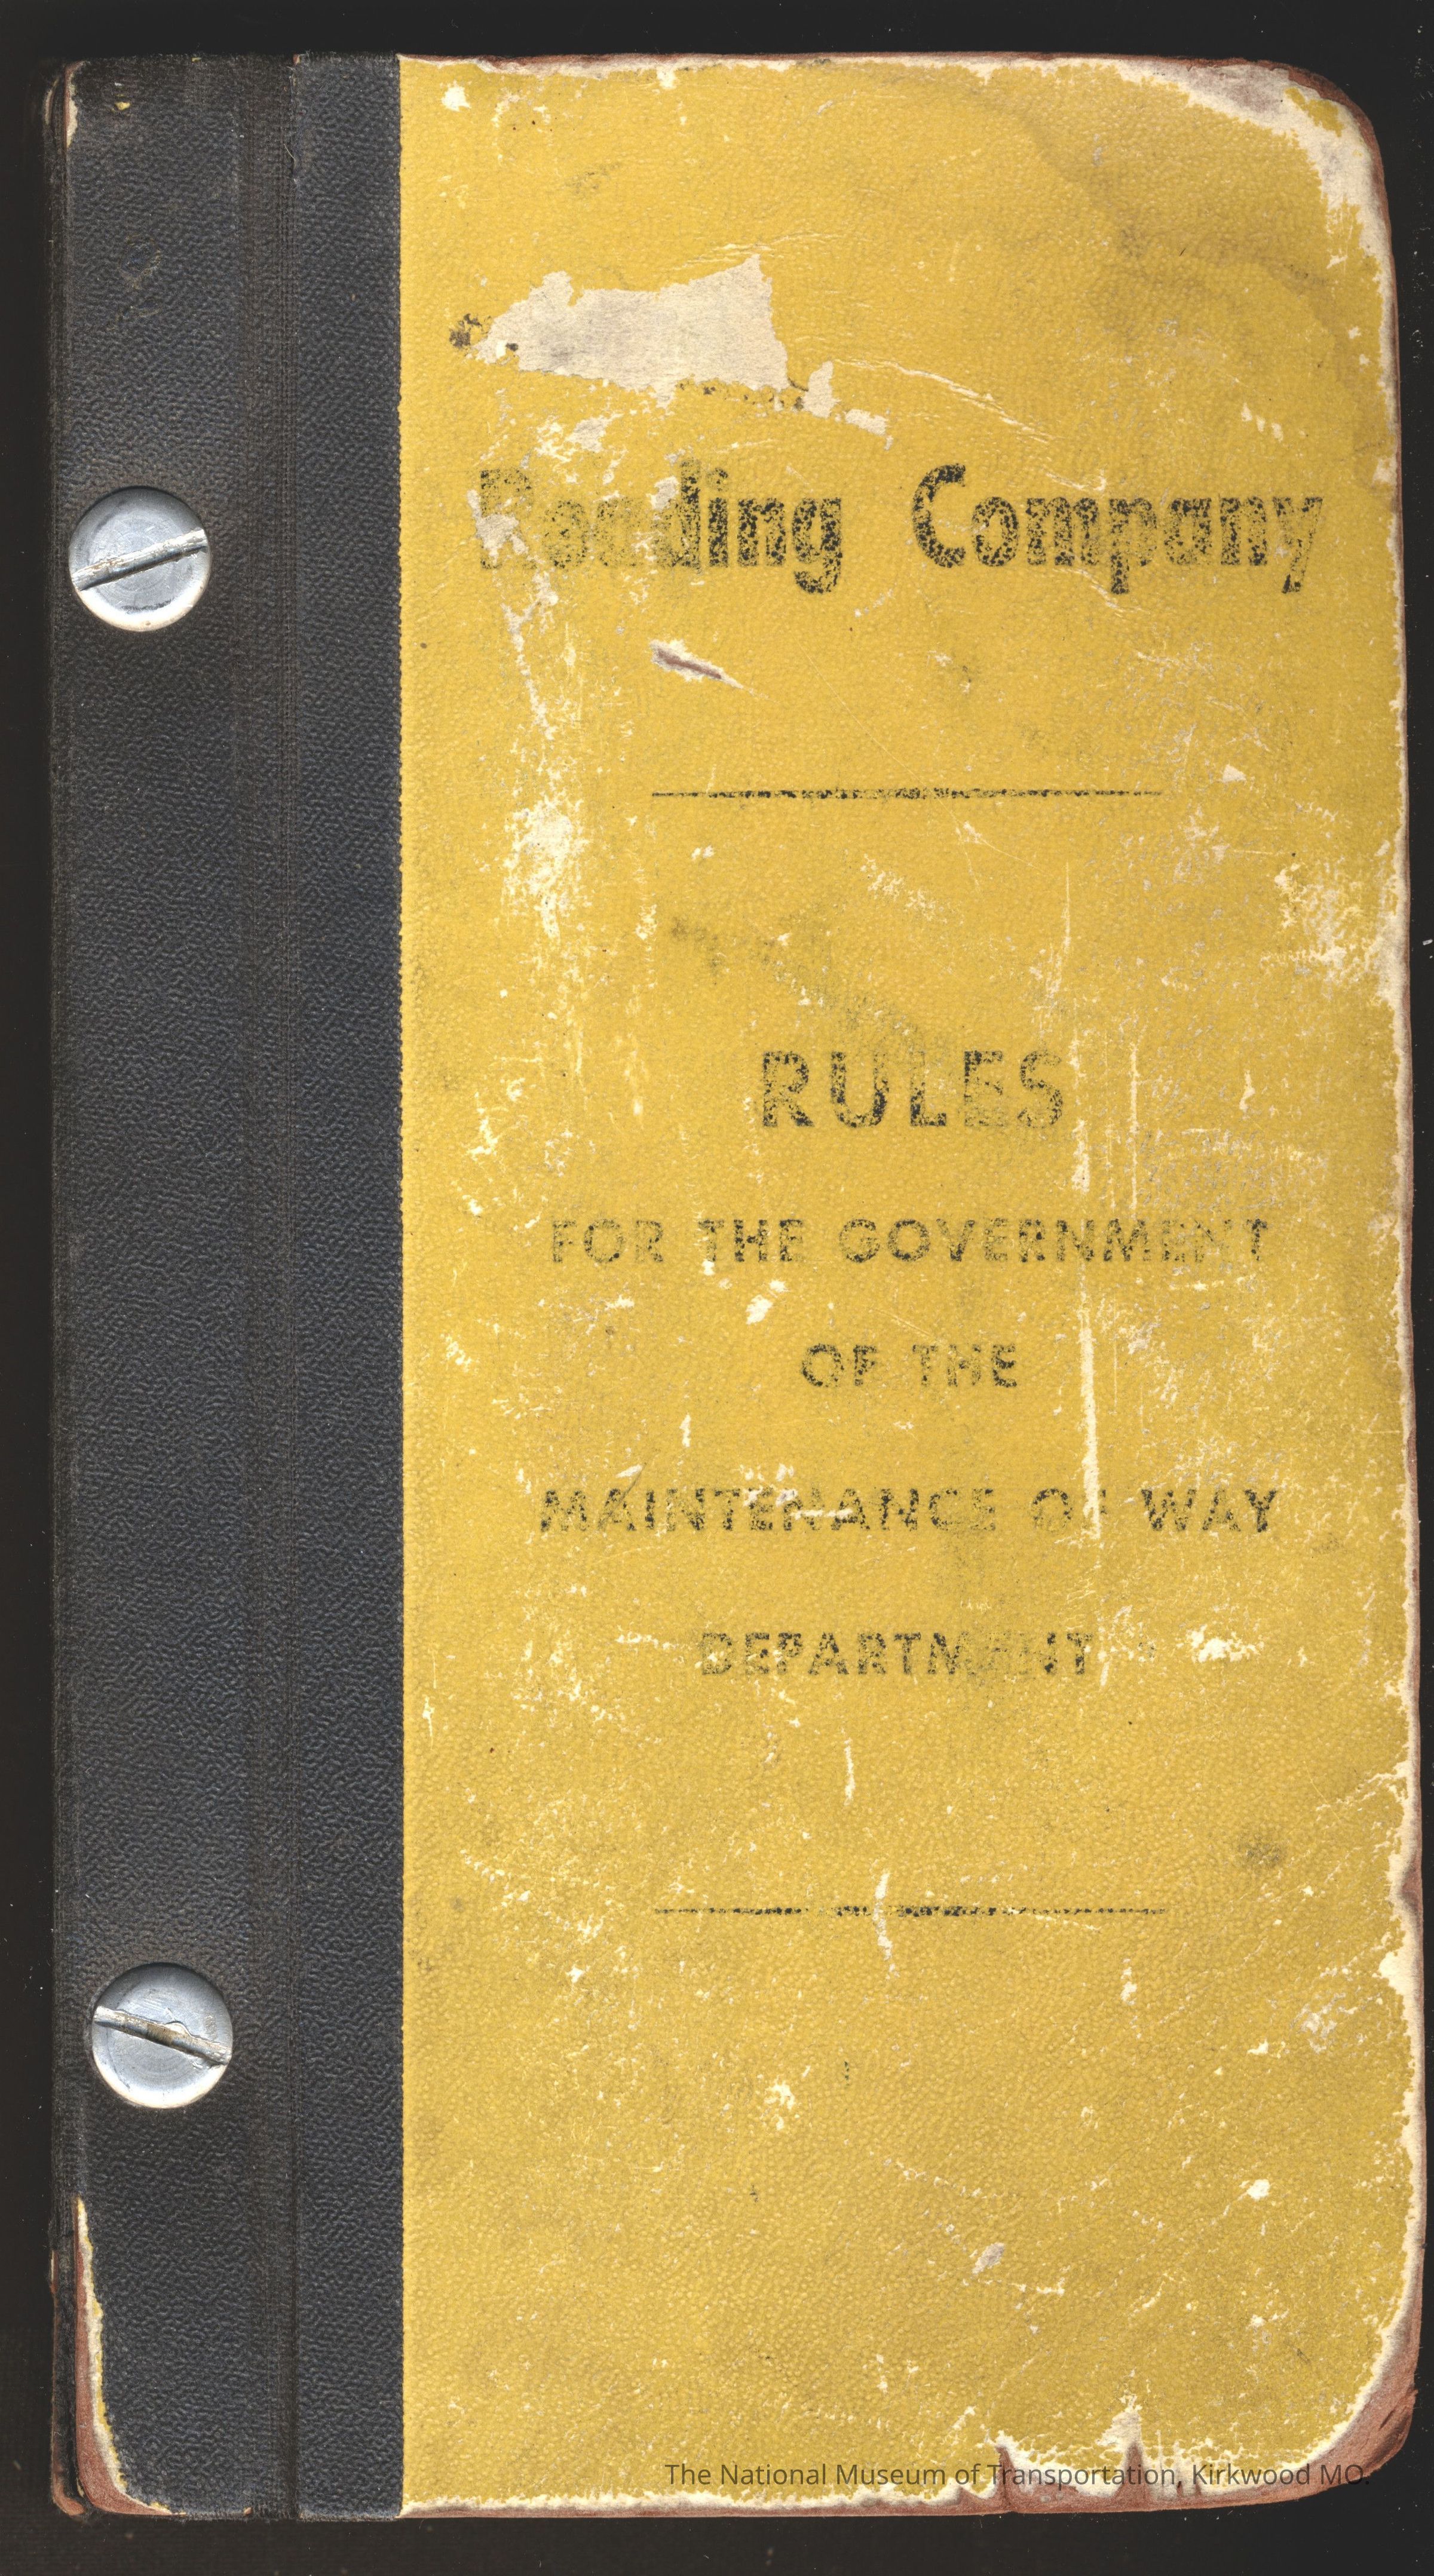 Reading Company
RULES
FOR THE GOVERNMENT
OF THE
MAINTENANCE OF WAY
DEPARTMENT
The National Museum of Transportation, Kirkwood MO.